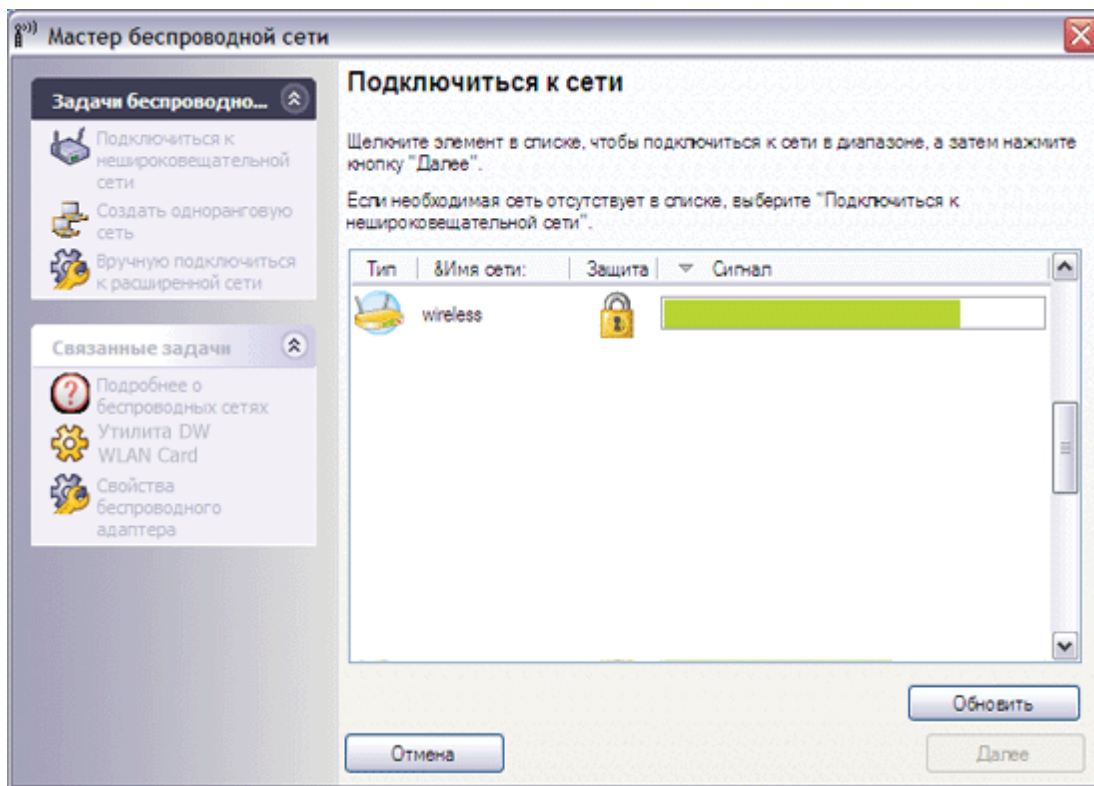 Мастер беспроводной сети
Задачи беспроводно...
Подключиться к
нешироковещательной
сети
Создать одноранговую
сеть
Вручную подключиться
к расширенной сети
Связанные задачи
Подробнее о
беспроводных сетях
Утилита DW
WLAN Card
Свойства
беспроводного
адаптера
Подключиться к сети
Щелкните элемент в списке, чтобы подключиться к сети в диапазоне, а затем нажмите
кнопку "Далее".
Если необходимая сеть отсутствует в списке, выберите "Подключиться к
нешироковещательной сети".
Тип &Имя сети: Защита Сигнал
wireless
Обновить
Отмена Далее